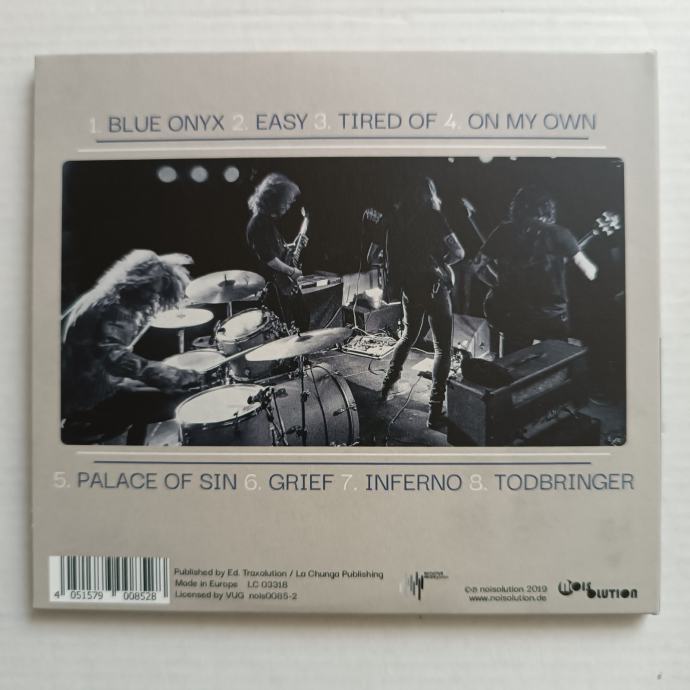 1. BLUE ONYX 2. EASY 3. TIRED OF 4. ON MY OWN
5. PALACE OF SIN 6. GRIEF 7. INFERNO 8. TODBRINGER
4 051579 008528
Published by Ed. Traxolution / La Chunga Publishing
Made in Europe LC 03318
Licensed by VUG nois0085-2
℗© noisolution 2019
www.noisolution.de
NOIS OLUTION